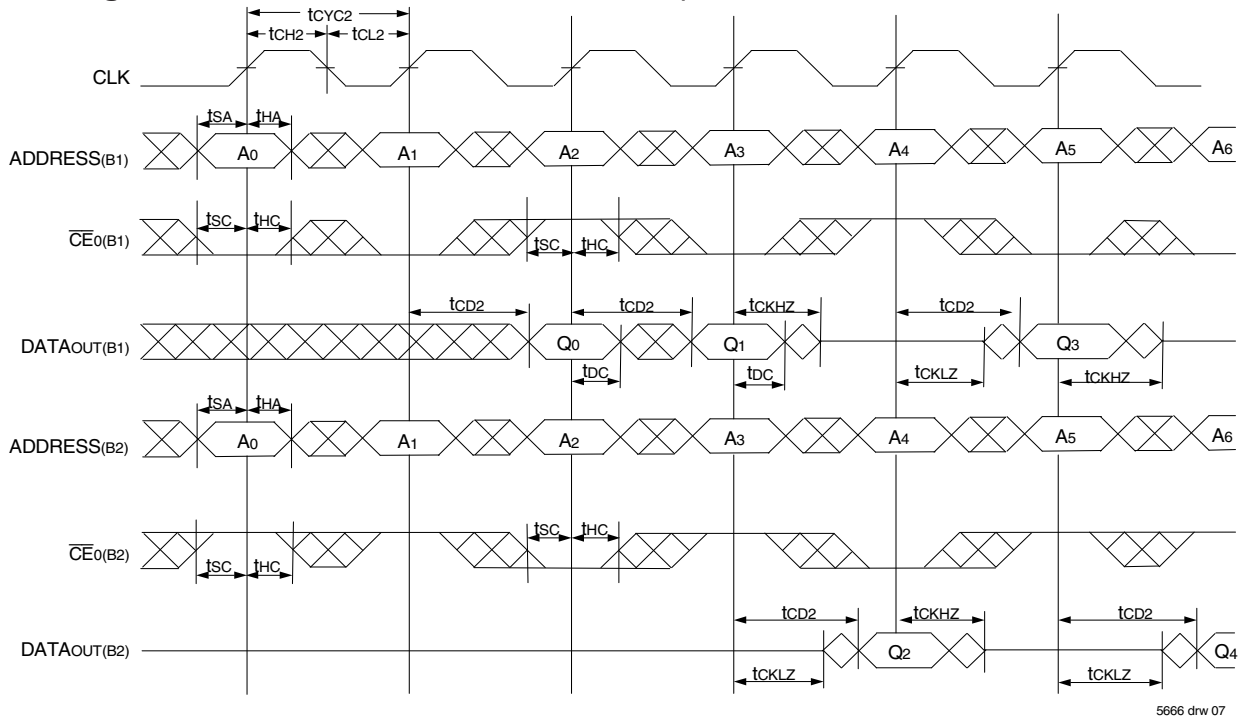 tCYC2
tCH2 tCL2
CLK
tSA tHA
ADDRESS(B1) A0 A1 A2 A3 A4 A5 A6
tSC tHC
CE0(B1)
tSC tHC
tCD2 tCD2 tCKHZ tCD2
DATAOUT(B1) Q0 Q1 Q3
tDC tDC tCKLZ tCKHZ
tSA tHA
ADDRESS(B2) A0 A1 A2 A3 A4 A5 A6
tSC tHC
CE0(B2)
tSC tHC
tCD2 tCKHZ tCD2
DATAOUT(B2) Q2 Q4
tCKLZ tCKLZ
5666 drw 07